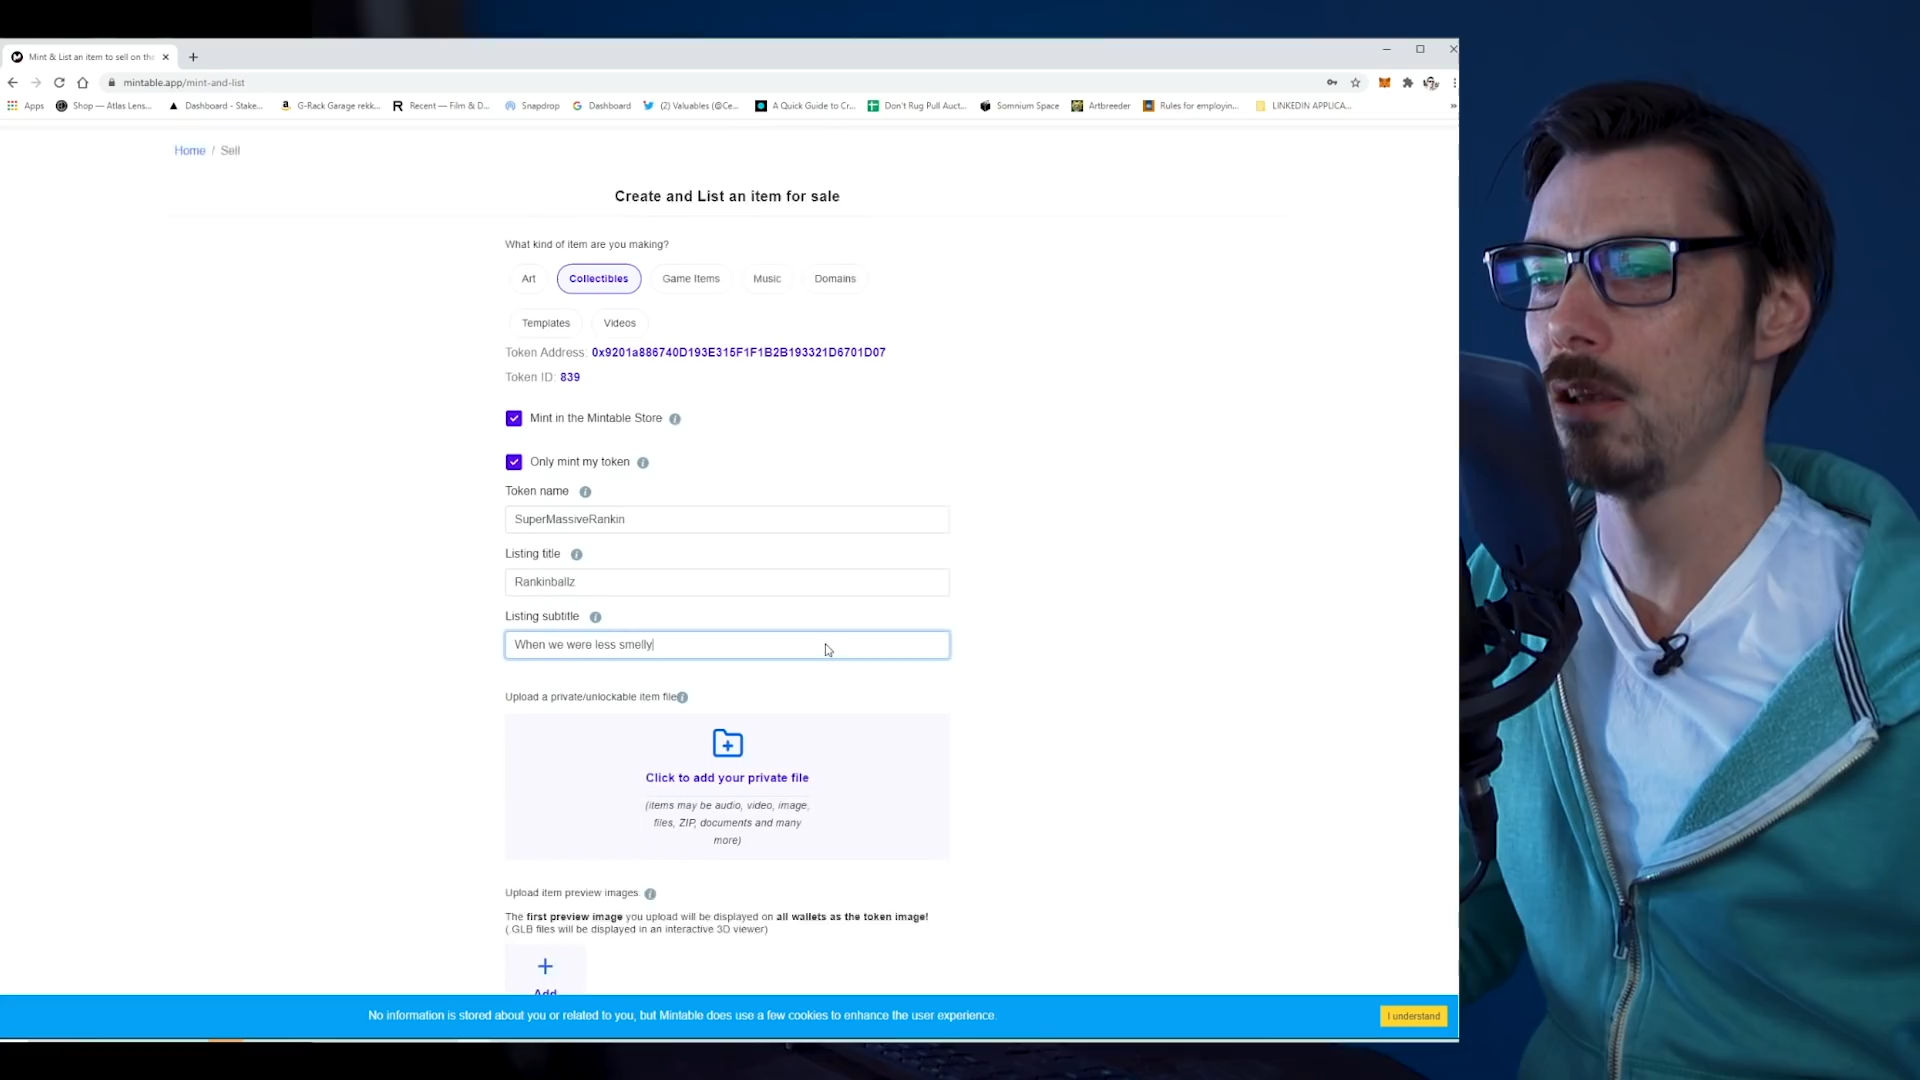 Mint & List an item to sell on the
mintable.app/mint-and-list
Apps Shop — Atlas Lens... Dashboard - Stake... G-Rack Garage rekk... Recent — Film & D... Snapdrop Dashboard (2) Valuables (@Ce... A Quick Guide to Cr... Don't Rug Pull Auct... Somnium Space Artbreeder Rules for employin... LINKEDIN APPLICA... »
Home / Sell
Create and List an item for sale
What kind of item are you making?
Art Collectibles Game Items Music Domains
Templates Videos
Token Address: 0x9201a886740D193E315F1F1B2B193321D6701D07
Token ID: 839
Mint in the Mintable Store
Only mint my token
Token name
SuperMassiveRankin
Listing title
Rankinballz
Listing subtitle
When we were less smelly
Upload a private/unlockable item file
Click to add your private file
(items may be audio, video, image,
files, ZIP, documents and many
more)
Upload item preview images.
The first preview image you upload will be displayed on all wallets as the token image!
(.GLB files will be displayed in an interactive 3D viewer)
Add
No information is stored about you or related to you, but Mintable does use a few cookies to enhance the user experience.
I understand